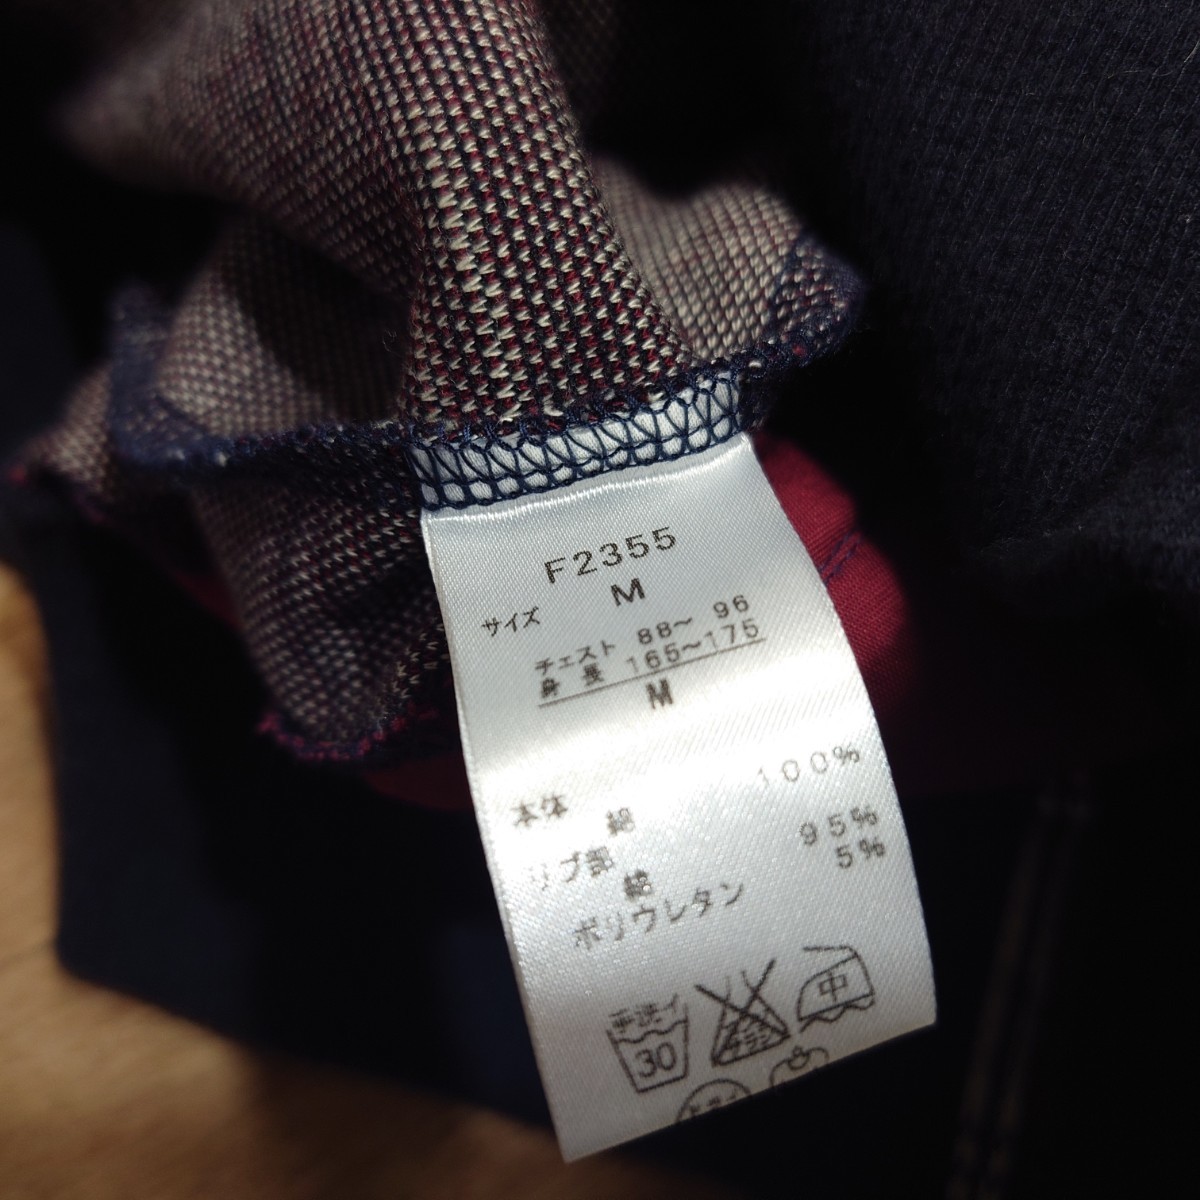 F2355
サイズ M
チェスト 88～ 96
身 長 165～175
M
本体
綿 100%
リブ部
綿 95%
ポリウレタン 5%
手洗イ 30
中